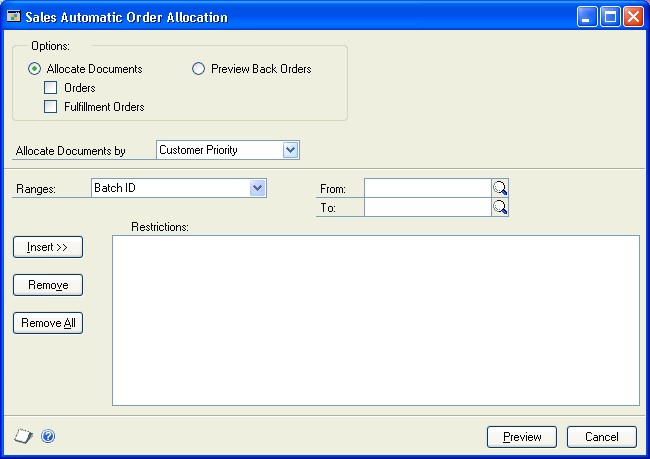 Sales Automatic Order Allocation
Options:
Allocate Documents Preview Back Orders
Orders
Fulfillment Orders
Allocate Documents by Customer Priority
Ranges: Batch ID From:
To:
Restrictions:
Insert >>
Remove
Remove All
Preview Cancel